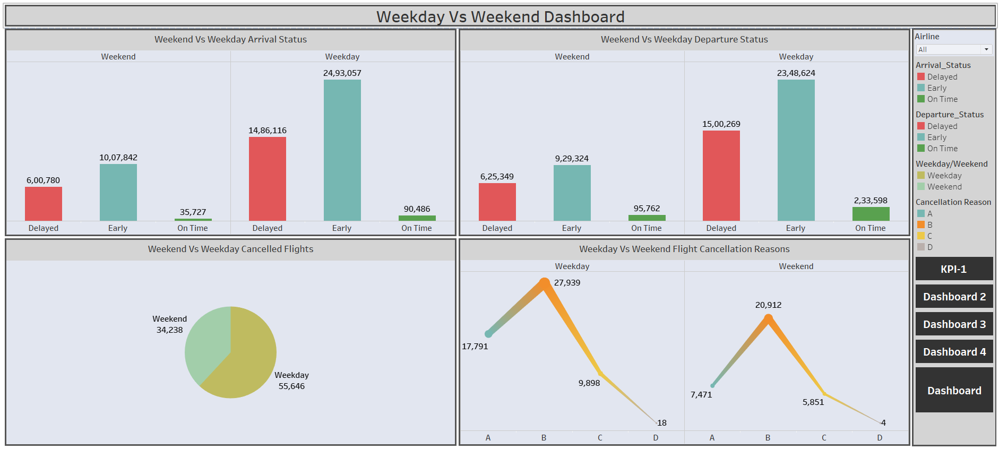 Weekday Vs Weekend Dashboard
Weekend Vs Weekday Arrival Status
Weekend Weekday
24,93,057
14,86,116
10,07,842
6,00,780
90,486
35,727
Delayed Early On Time Delayed Early On Time
Weekend Vs Weekday Departure Status
Weekend Weekday
23,48,624
15,00,269
9,29,324
6,25,349
2,33,598
95,762
Delayed Early On Time Delayed Early On Time
Weekend Vs Weekday Cancelled Flights
Weekend
34,238
Weekday
55,646
Weekday Vs Weekend Flight Cancellation Reasons
Weekday Weekend
27,939
20,912
17,791
9,898
7,471
5,851
18
4
A B C D A B C D
Airline
All
Arrival_Status
Delayed
Early
On Time
Departure_Status
Delayed
Early
On Time
Weekday/Weekend
Weekday
Weekend
Cancellation Reason
A
B
C
D
KPI-1
Dashboard 2
Dashboard 3
Dashboard 4
Dashboard